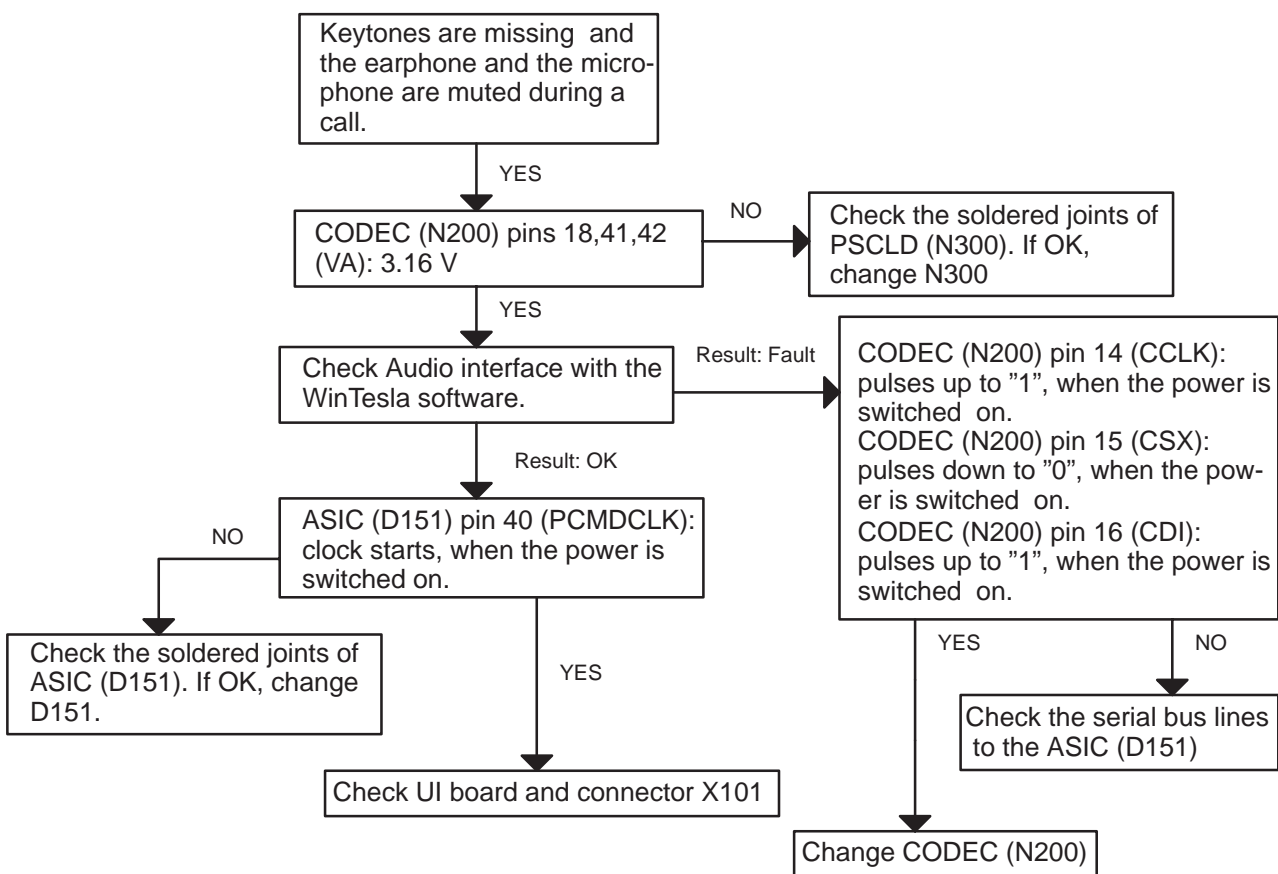 Keytones are missing and
the earphone and the micro-
phone are muted during a
call.
YES
CODEC (N200) pins 18,41,42
(VA): 3.16 V
NO
Check the soldered joints of
PSCLD (N300). If OK,
change N300
YES
Check Audio interface with the
WinTesla software.
Result: Fault
CODEC (N200) pin 14 (CCLK):
pulses up to ”1”, when the power is
switched on.
CODEC (N200) pin 15 (CSX):
pulses down to ”0”, when the pow-
er is switched on.
CODEC (N200) pin 16 (CDI):
pulses up to ”1”, when the power is
switched on.
Result: OK
ASIC (D151) pin 40 (PCMDCLK):
clock starts, when the power is
switched on.
NO
Check the soldered joints of
ASIC (D151). If OK, change
D151.
YES
Check UI board and connector X101
YES
NO
Check the serial bus lines
to the ASIC (D151)
Change CODEC (N200)